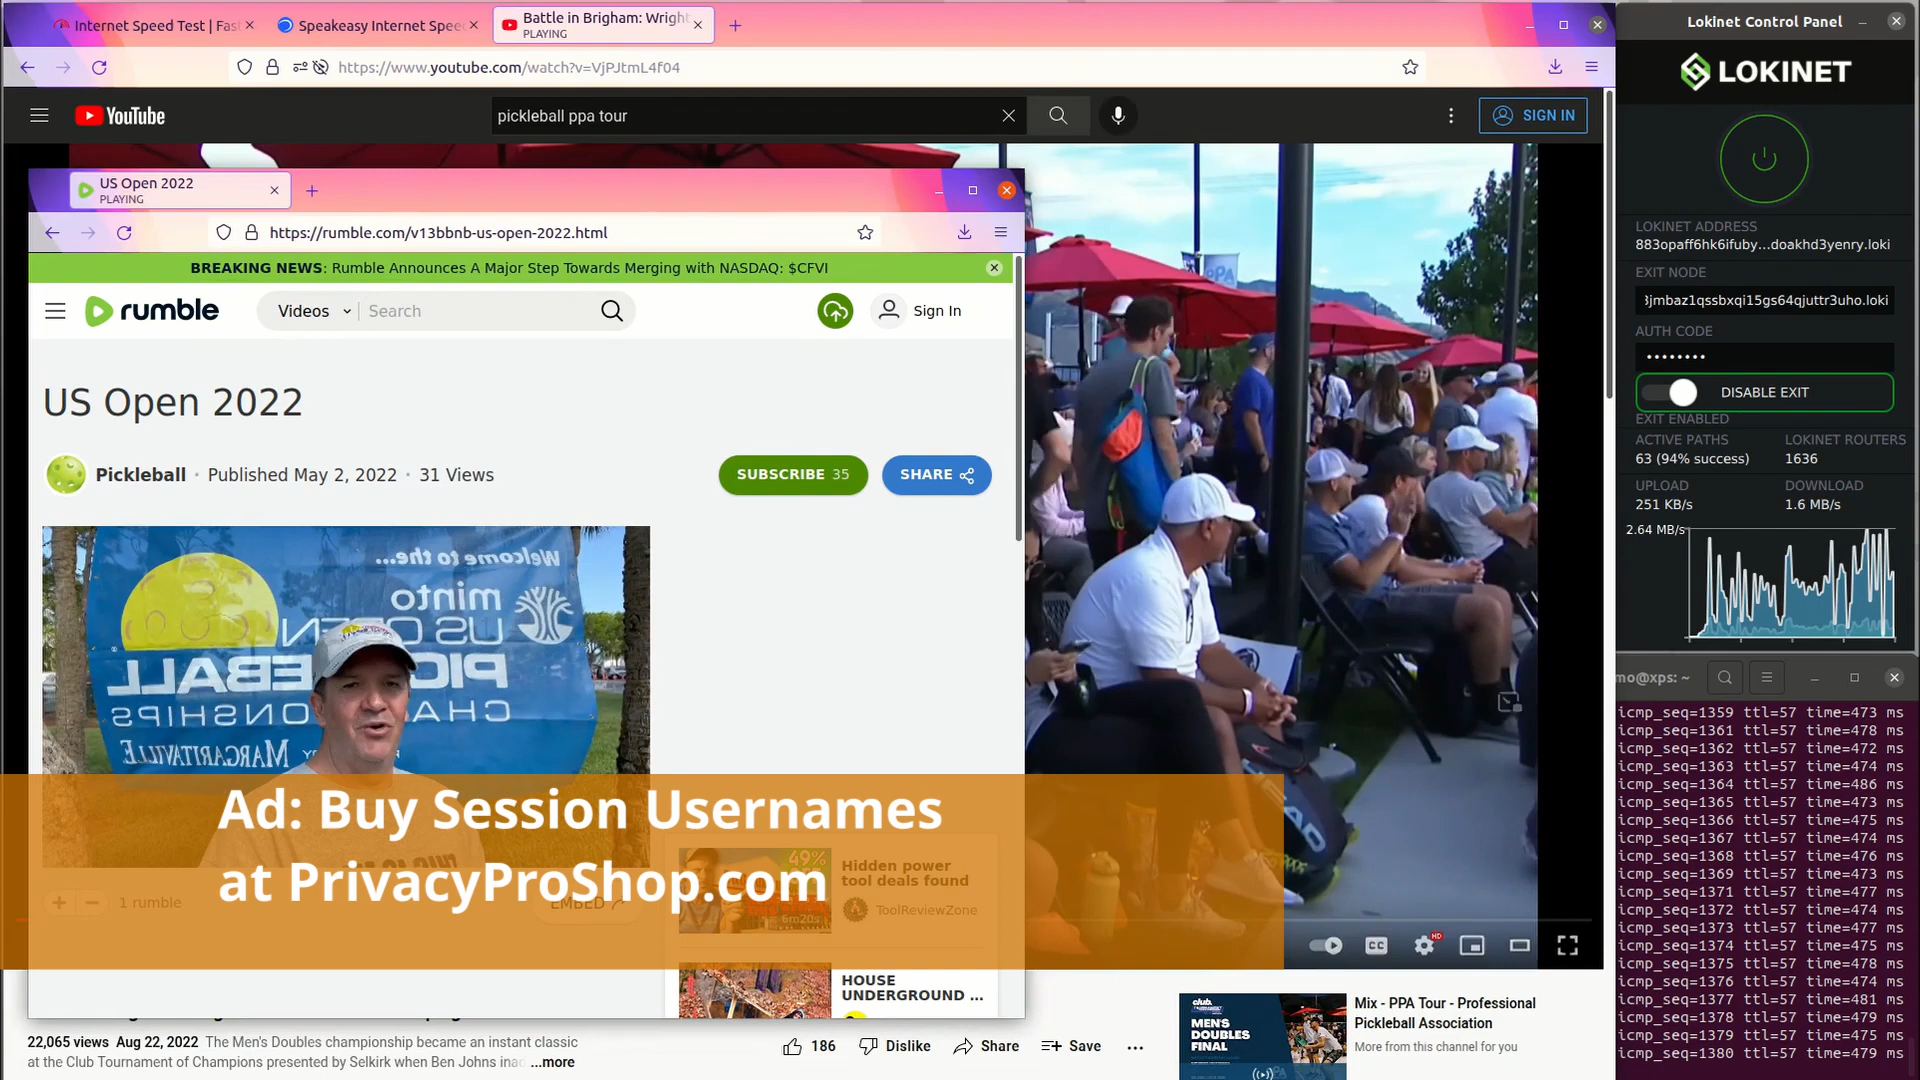 Internet Speed Test | Fas
Speakeasy Internet Spee
Battle in Brigham: Wright
PLAYING
https://www.youtube.com/watch?v=VjPJtmL4f04
YouTube
pickleball ppa tour
SIGN IN
US Open 2022
PLAYING
https://rumble.com/v13bbnb-us-open-2022.html
BREAKING NEWS: Rumble Announces A Major Step Towards Merging with NASDAQ: $CFVI
rumble
Videos
Search
Sign In
US Open 2022
Pickleball · Published May 2, 2022 · 31 Views
SUBSCRIBE 35
SHARE
Welcome to the...
minto
US OPEN
PICKLEBALL
CHAMPIONSHIPS
MARGARITAVILLE
Ad: Buy Session Usernames
at PrivacyProShop.com
1 rumble
EMBED
49%
6m20s
Hidden power
tool deals found
ToolReviewZone
HOUSE
UNDERGROUND ...
CC
HD
22,065 views Aug 22, 2022 The Men's Doubles championship became an instant classic
at the Club Tournament of Champions presented by Selkirk when Ben Johns inad ...more
186
Dislike
Share
Save
club.
MEN'S
DOUBLES
FINAL
Mix - PPA Tour - Professional
Pickleball Association
More from this channel for you
Lokinet Control Panel
LOKINET
LOKINET ADDRESS
883opaff6hk6ifuby...doakhd3yenry.loki
EXIT NODE
3jmbaz1qssbxqi15gs64qjuttr3uho.loki
AUTH CODE
••••••••
DISABLE EXIT
EXIT ENABLED
ACTIVE PATHS
63 (94% success)
LOKINET ROUTERS
1636
UPLOAD
251 KB/s
DOWNLOAD
1.6 MB/s
2.64 MB/s
mo@xps: ~
icmp_seq=1359 ttl=57 time=473 ms
icmp_seq=1361 ttl=57 time=478 ms
icmp_seq=1362 ttl=57 time=472 ms
icmp_seq=1363 ttl=57 time=474 ms
icmp_seq=1364 ttl=57 time=486 ms
icmp_seq=1365 ttl=57 time=473 ms
icmp_seq=1366 ttl=57 time=475 ms
icmp_seq=1367 ttl=57 time=474 ms
icmp_seq=1368 ttl=57 time=476 ms
icmp_seq=1369 ttl=57 time=473 ms
icmp_seq=1371 ttl=57 time=477 ms
icmp_seq=1372 ttl=57 time=474 ms
icmp_seq=1373 ttl=57 time=477 ms
icmp_seq=1374 ttl=57 time=475 ms
icmp_seq=1375 ttl=57 time=478 ms
icmp_seq=1376 ttl=57 time=474 ms
icmp_seq=1377 ttl=57 time=481 ms
icmp_seq=1378 ttl=57 time=479 ms
icmp_seq=1379 ttl=57 time=475 ms
icmp_seq=1380 ttl=57 time=479 ms